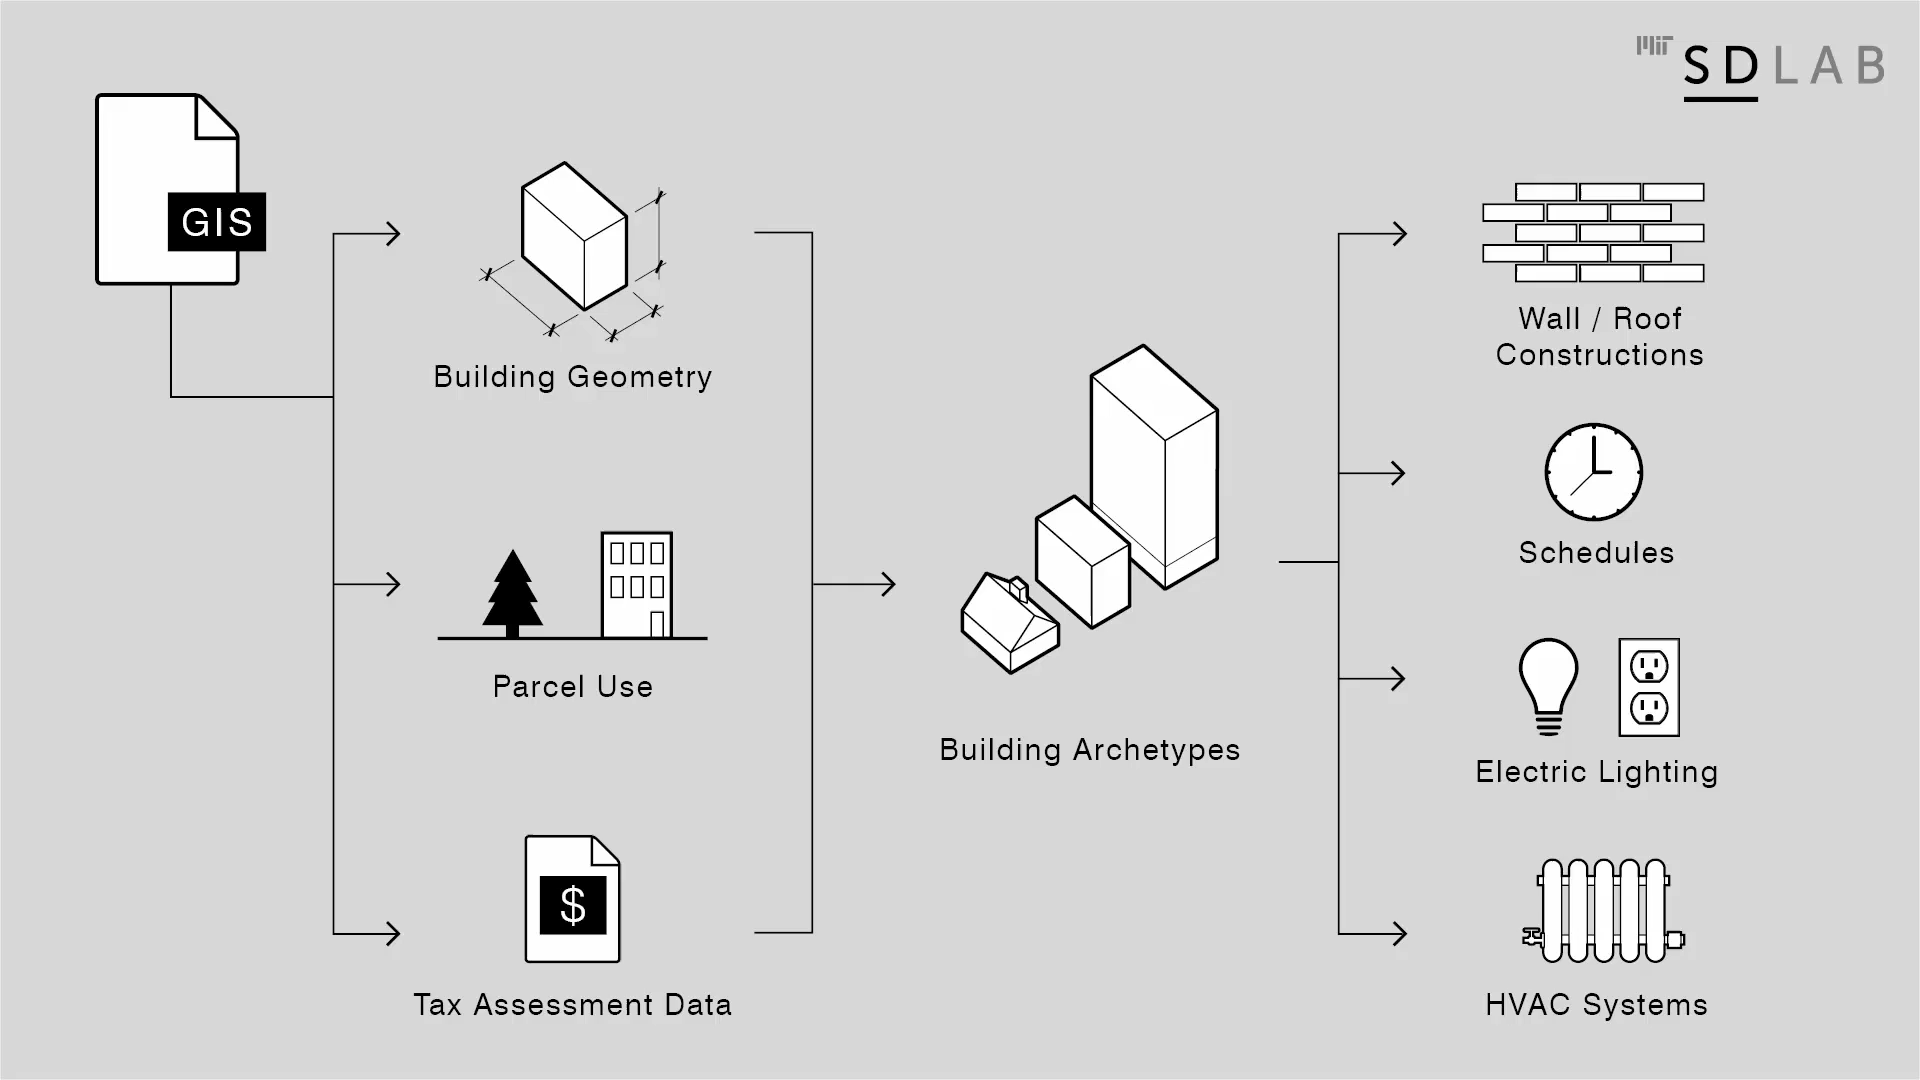 MIT
SDLAB
GIS
Building Geometry
Parcel Use
$
Tax Assessment Data
Building Archetypes
Wall / Roof
Constructions
Schedules
Electric Lighting
HVAC Systems